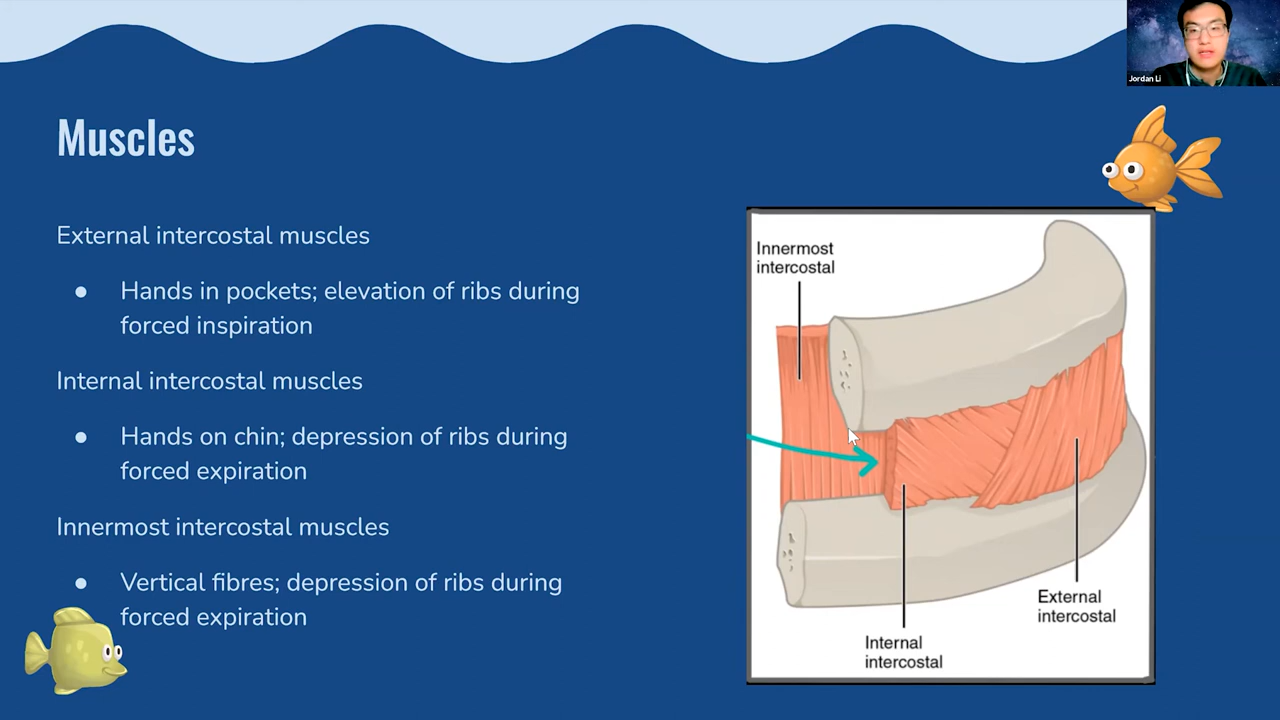 Jordan Li
Muscles
External intercostal muscles
● Hands in pockets; elevation of ribs during
forced inspiration
Internal intercostal muscles
● Hands on chin; depression of ribs during
forced expiration
Innermost intercostal muscles
● Vertical fibres; depression of ribs during
forced expiration
Innermost
intercostal
External
intercostal
Internal
intercostal